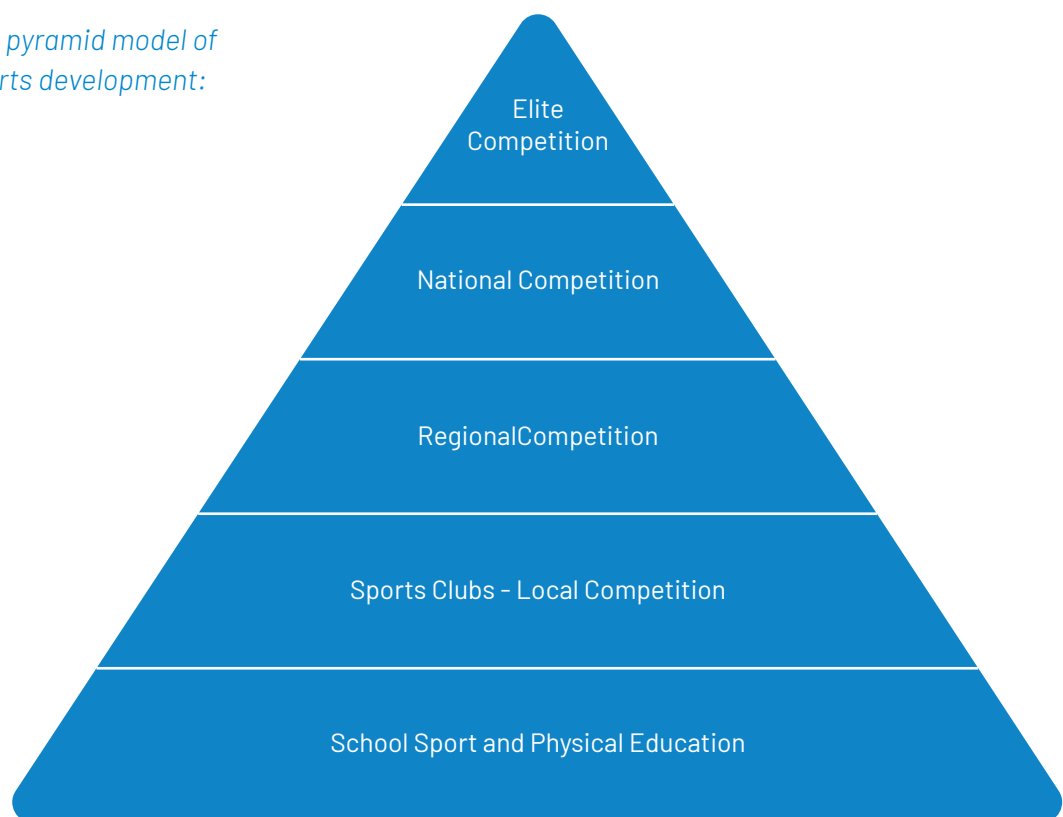 pyramid model of
rts development:
Elite
Competition
National Competition
RegionalCompetition
Sports Clubs - Local Competition
School Sport and Physical Education